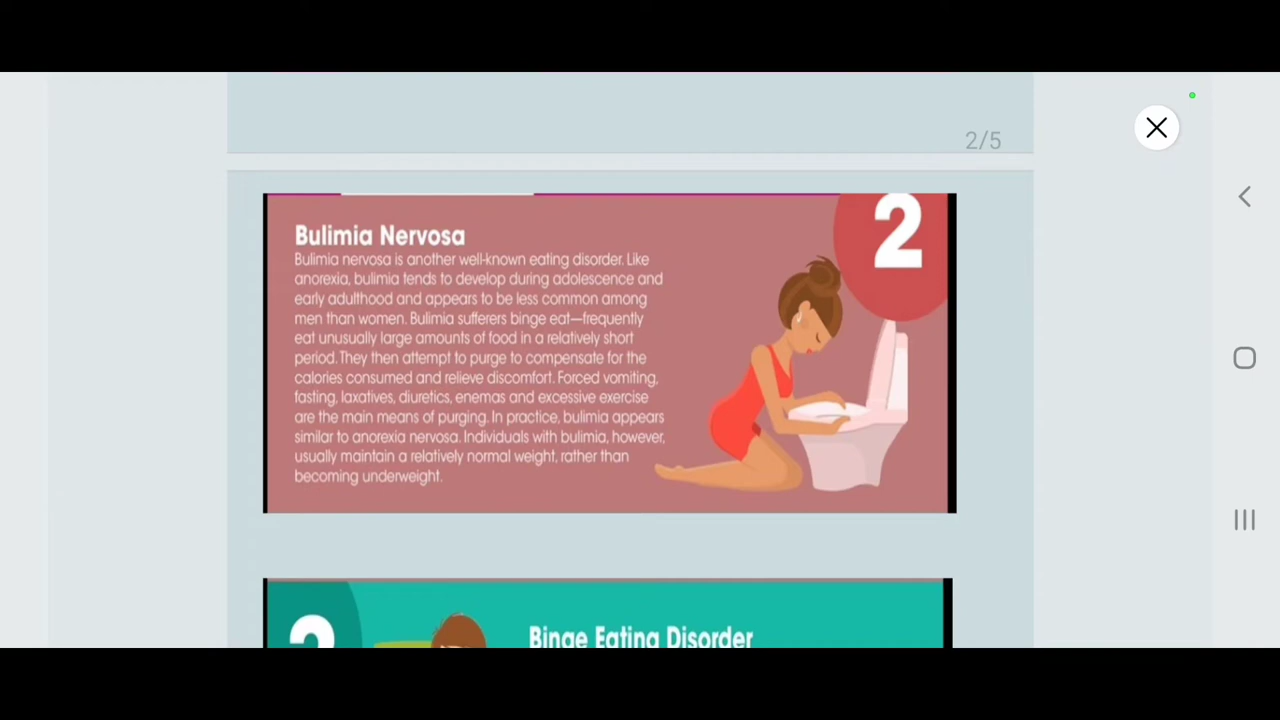 2/5
2
Bulimia Nervosa
Bulimia nervosa is another well-known eating disorder. Like
anorexia, bulimia tends to develop during adolescence and
early adulthood and appears to be less common among
men than women. Bulimia sufferers binge eat—frequently
eat unusually large amounts of food in a relatively short
period. They then attempt to purge to compensate for the
calories consumed and relieve discomfort. Forced vomiting,
fasting, laxatives, diuretics, enemas and excessive exercise
are the main means of purging. In practice, bulimia appears
similar to anorexia nervosa. Individuals with bulimia, however,
usually maintain a relatively normal weight, rather than
becoming underweight.
Binge Eating Disorder